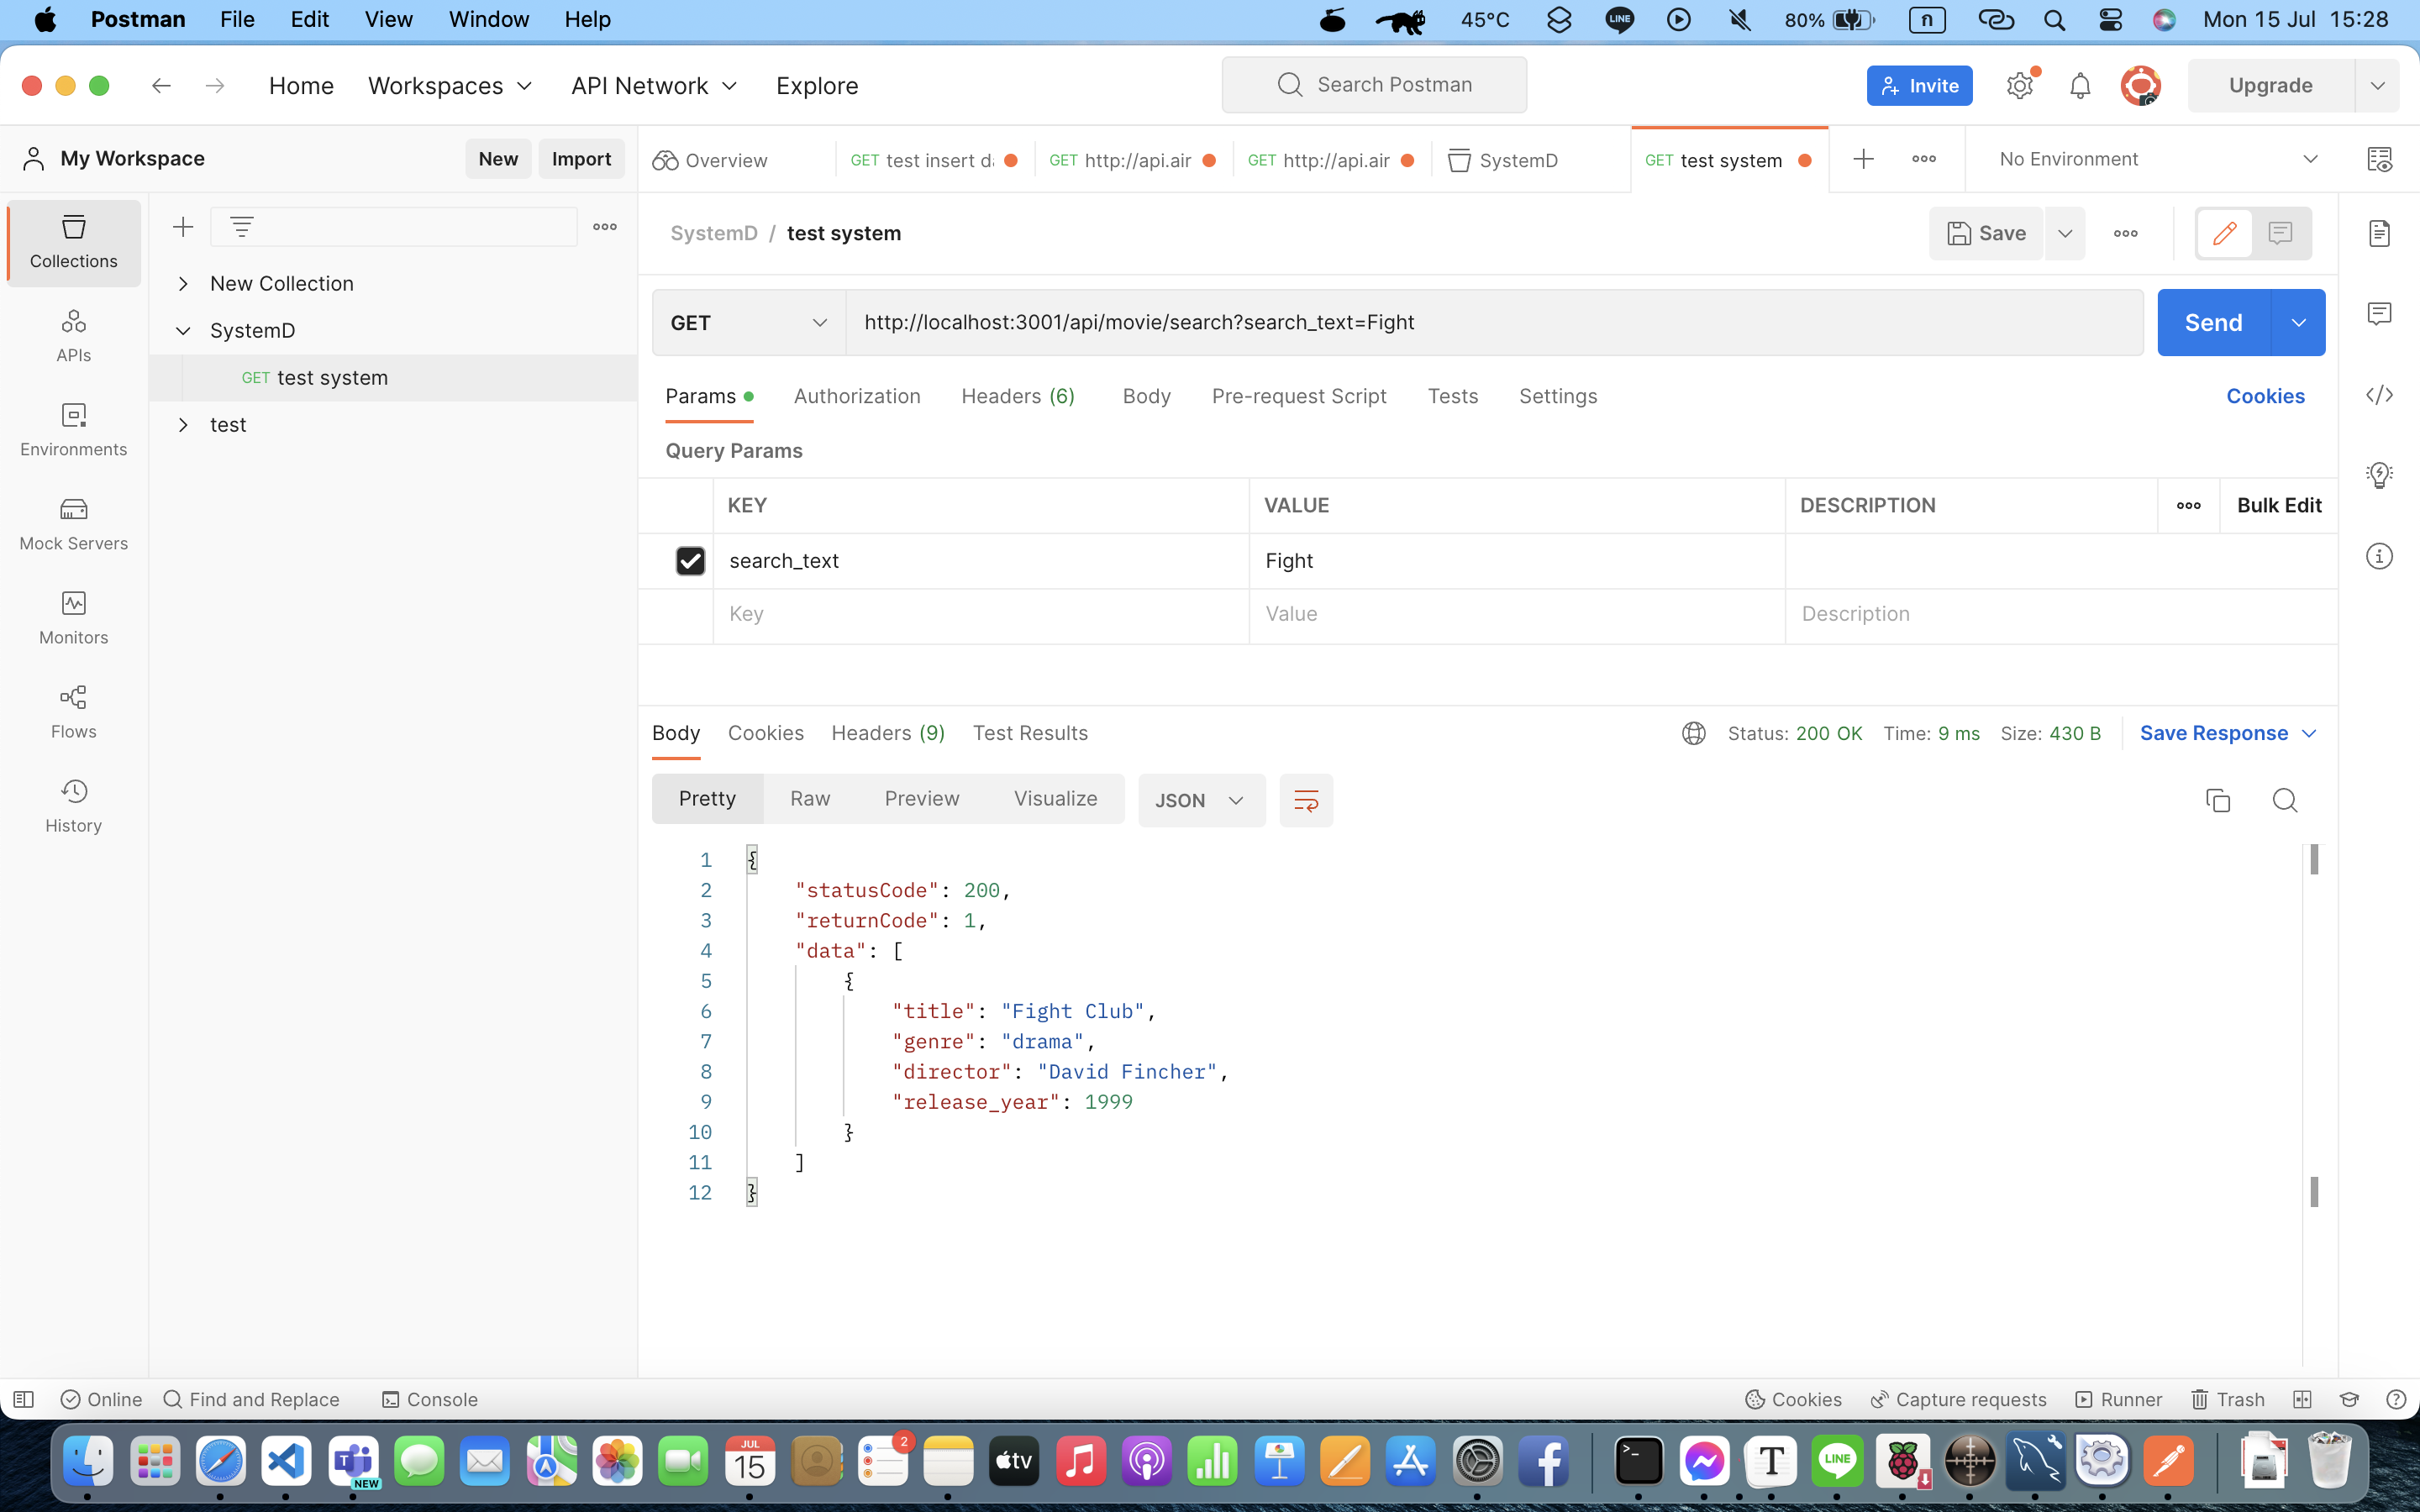 Postman File Edit View Window Help 45°C LINE 80% ก Mon 15 Jul 15:28
Home Workspaces API Network Explore Search Postman Invite Upgrade
My Workspace New Import Overview GET test insert d GET http://api.air GET http://api.air SystemD GET test system No Environment
Collections
APIs
Environments
Mock Servers
Monitors
Flows
History
New Collection
SystemD
GET test system
test
SystemD / test system Save
GET http://localhost:3001/api/movie/search?search_text=Fight Send
Params Authorization Headers (6) Body Pre-request Script Tests Settings Cookies
Query Params
KEY VALUE DESCRIPTION Bulk Edit
search_text Fight
Key Value Description
Body Cookies Headers (9) Test Results Status: 200 OK Time: 9 ms Size: 430 B Save Response
Pretty Raw Preview Visualize JSON
1 {
2 "statusCode": 200,
3 "returnCode": 1,
4 "data": [
5 {
6 "title": "Fight Club",
7 "genre": "drama",
8 "director": "David Fincher",
9 "release_year": 1999
10 }
11 ]
12 }
Online Find and Replace Console Cookies Capture requests Runner Trash
NEW JUL 15 2 tv T LINE